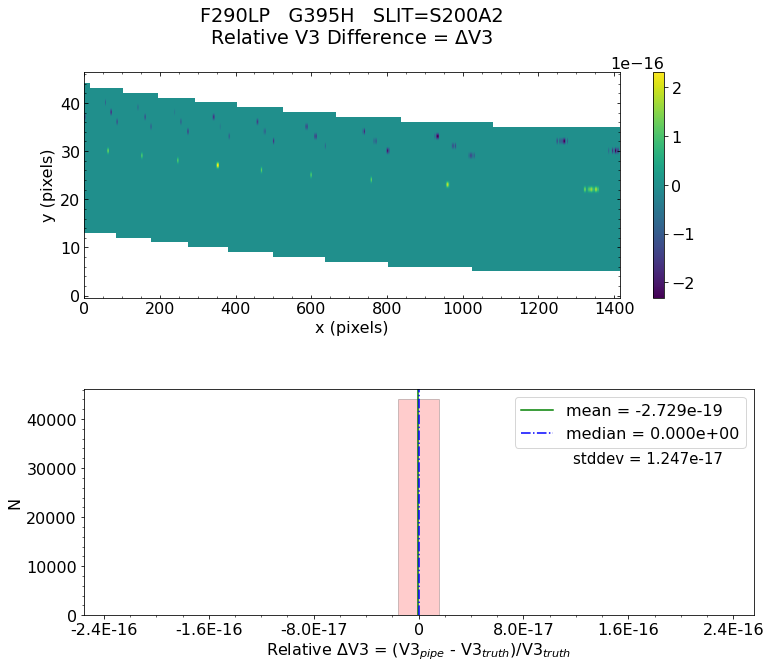 F290LP   G395H   SLIT=S200A2
Relative V3 Difference = ΔV3
1e−16
40
30
20
10
0
y (pixels)
0 200 400 600 800 1000 1200 1400
x (pixels)
2
1
0
−1
−2
mean = -2.729e-19
median = 0.000e+00
stddev = 1.247e-17
40000
30000
20000
10000
0
N
-2.4E-16 -1.6E-16 -8.0E-17 0 8.0E-17 1.6E-16 2.4E-16
Relative ΔV3 = (V3pipe - V3truth)/V3truth